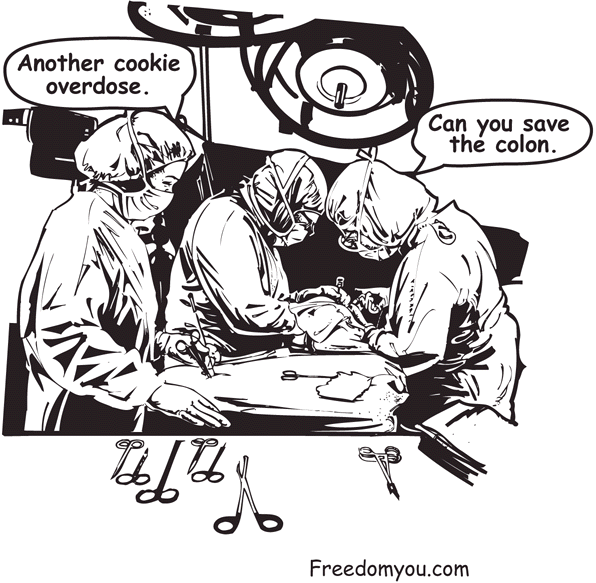 Another cookie
overdose.
Can you save
the colon.
Freedomyou.com